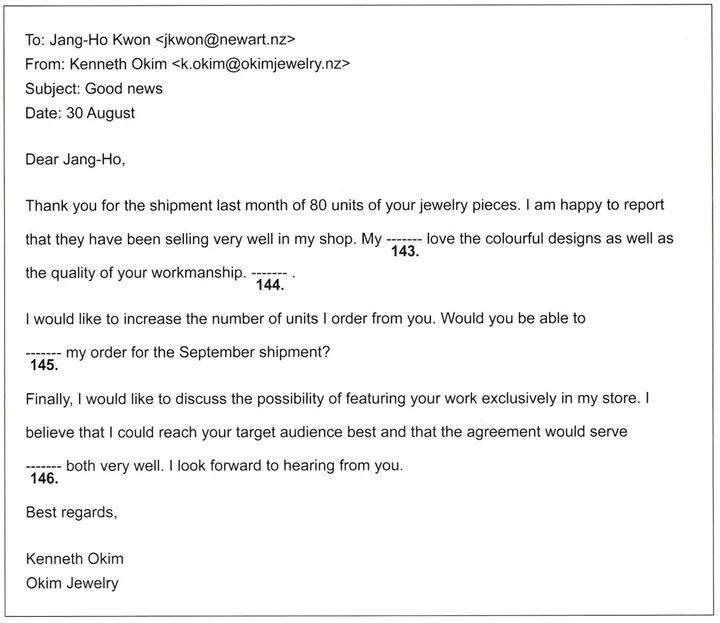 To: Jang-Ho Kwon <jkwon@newart.nz>
From: Kenneth Okim <k.okim@okimjewelry.nz>
Subject: Good news
Date: 30 August
Dear Jang-Ho,
Thank you for the shipment last month of 80 units of your jewelry pieces. I am happy to report
that they have been selling very well in my shop. My ------- love the colourful designs as well as
143.
the quality of your workmanship. ------- .
144.
I would like to increase the number of units I order from you. Would you be able to
------- my order for the September shipment?
145.
Finally, I would like to discuss the possibility of featuring your work exclusively in my store. I
believe that I could reach your target audience best and that the agreement would serve
------- both very well. I look forward to hearing from you.
146.
Best regards,
Kenneth Okim
Okim Jewelry